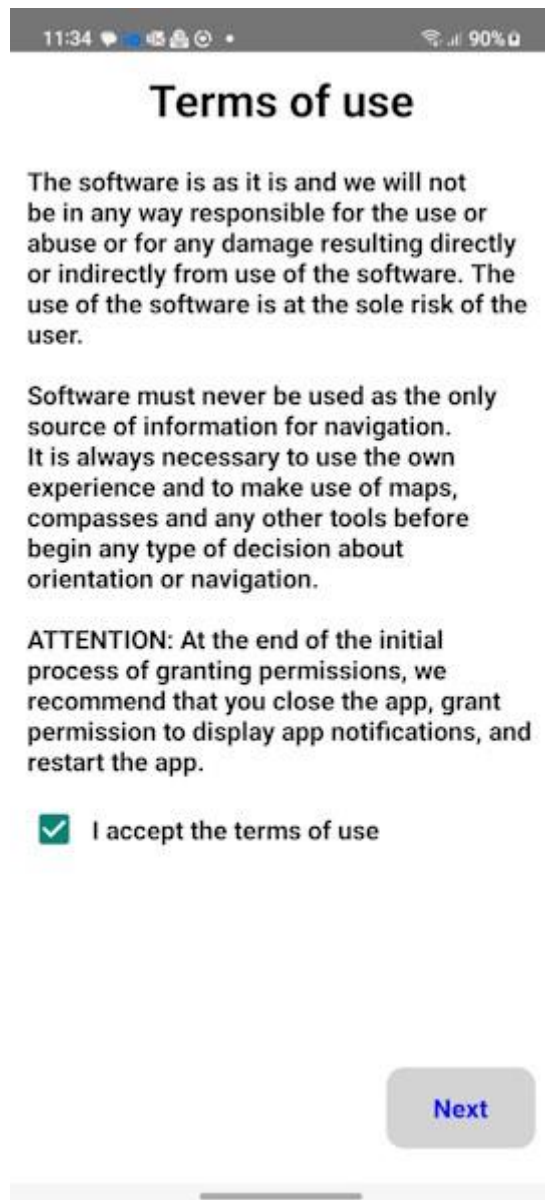 11:34
90%
Terms of use
The software is as it is and we will not
be in any way responsible for the use or
abuse or for any damage resulting directly
or indirectly from use of the software. The
use of the software is at the sole risk of the
user.
Software must never be used as the only
source of information for navigation.
It is always necessary to use the own
experience and to make use of maps,
compasses and any other tools before
begin any type of decision about
orientation or navigation.
ATTENTION: At the end of the initial
process of granting permissions, we
recommend that you close the app, grant
permission to display app notifications, and
restart the app.
I accept the terms of use
Next